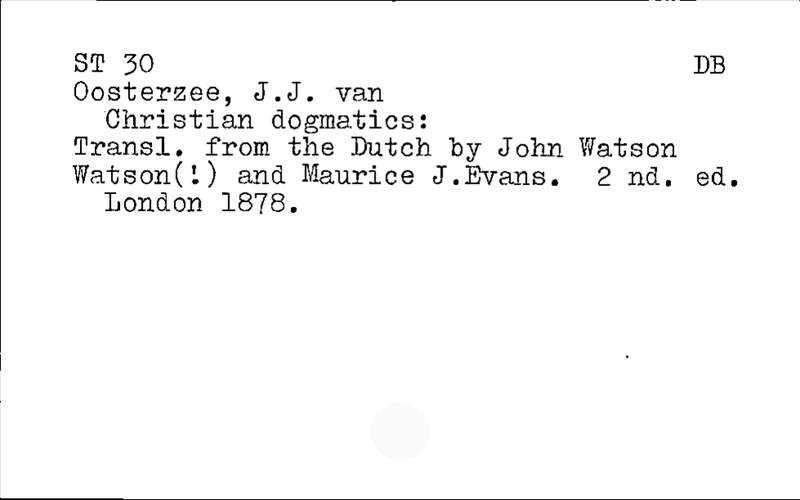 ST 30 DB
Oosterzee, J.J. van
Christian dogmatics:
Transl. from the Dutch by John Watson
Watson(!) and Maurice J.Evans. 2 nd. ed.
London 1878.